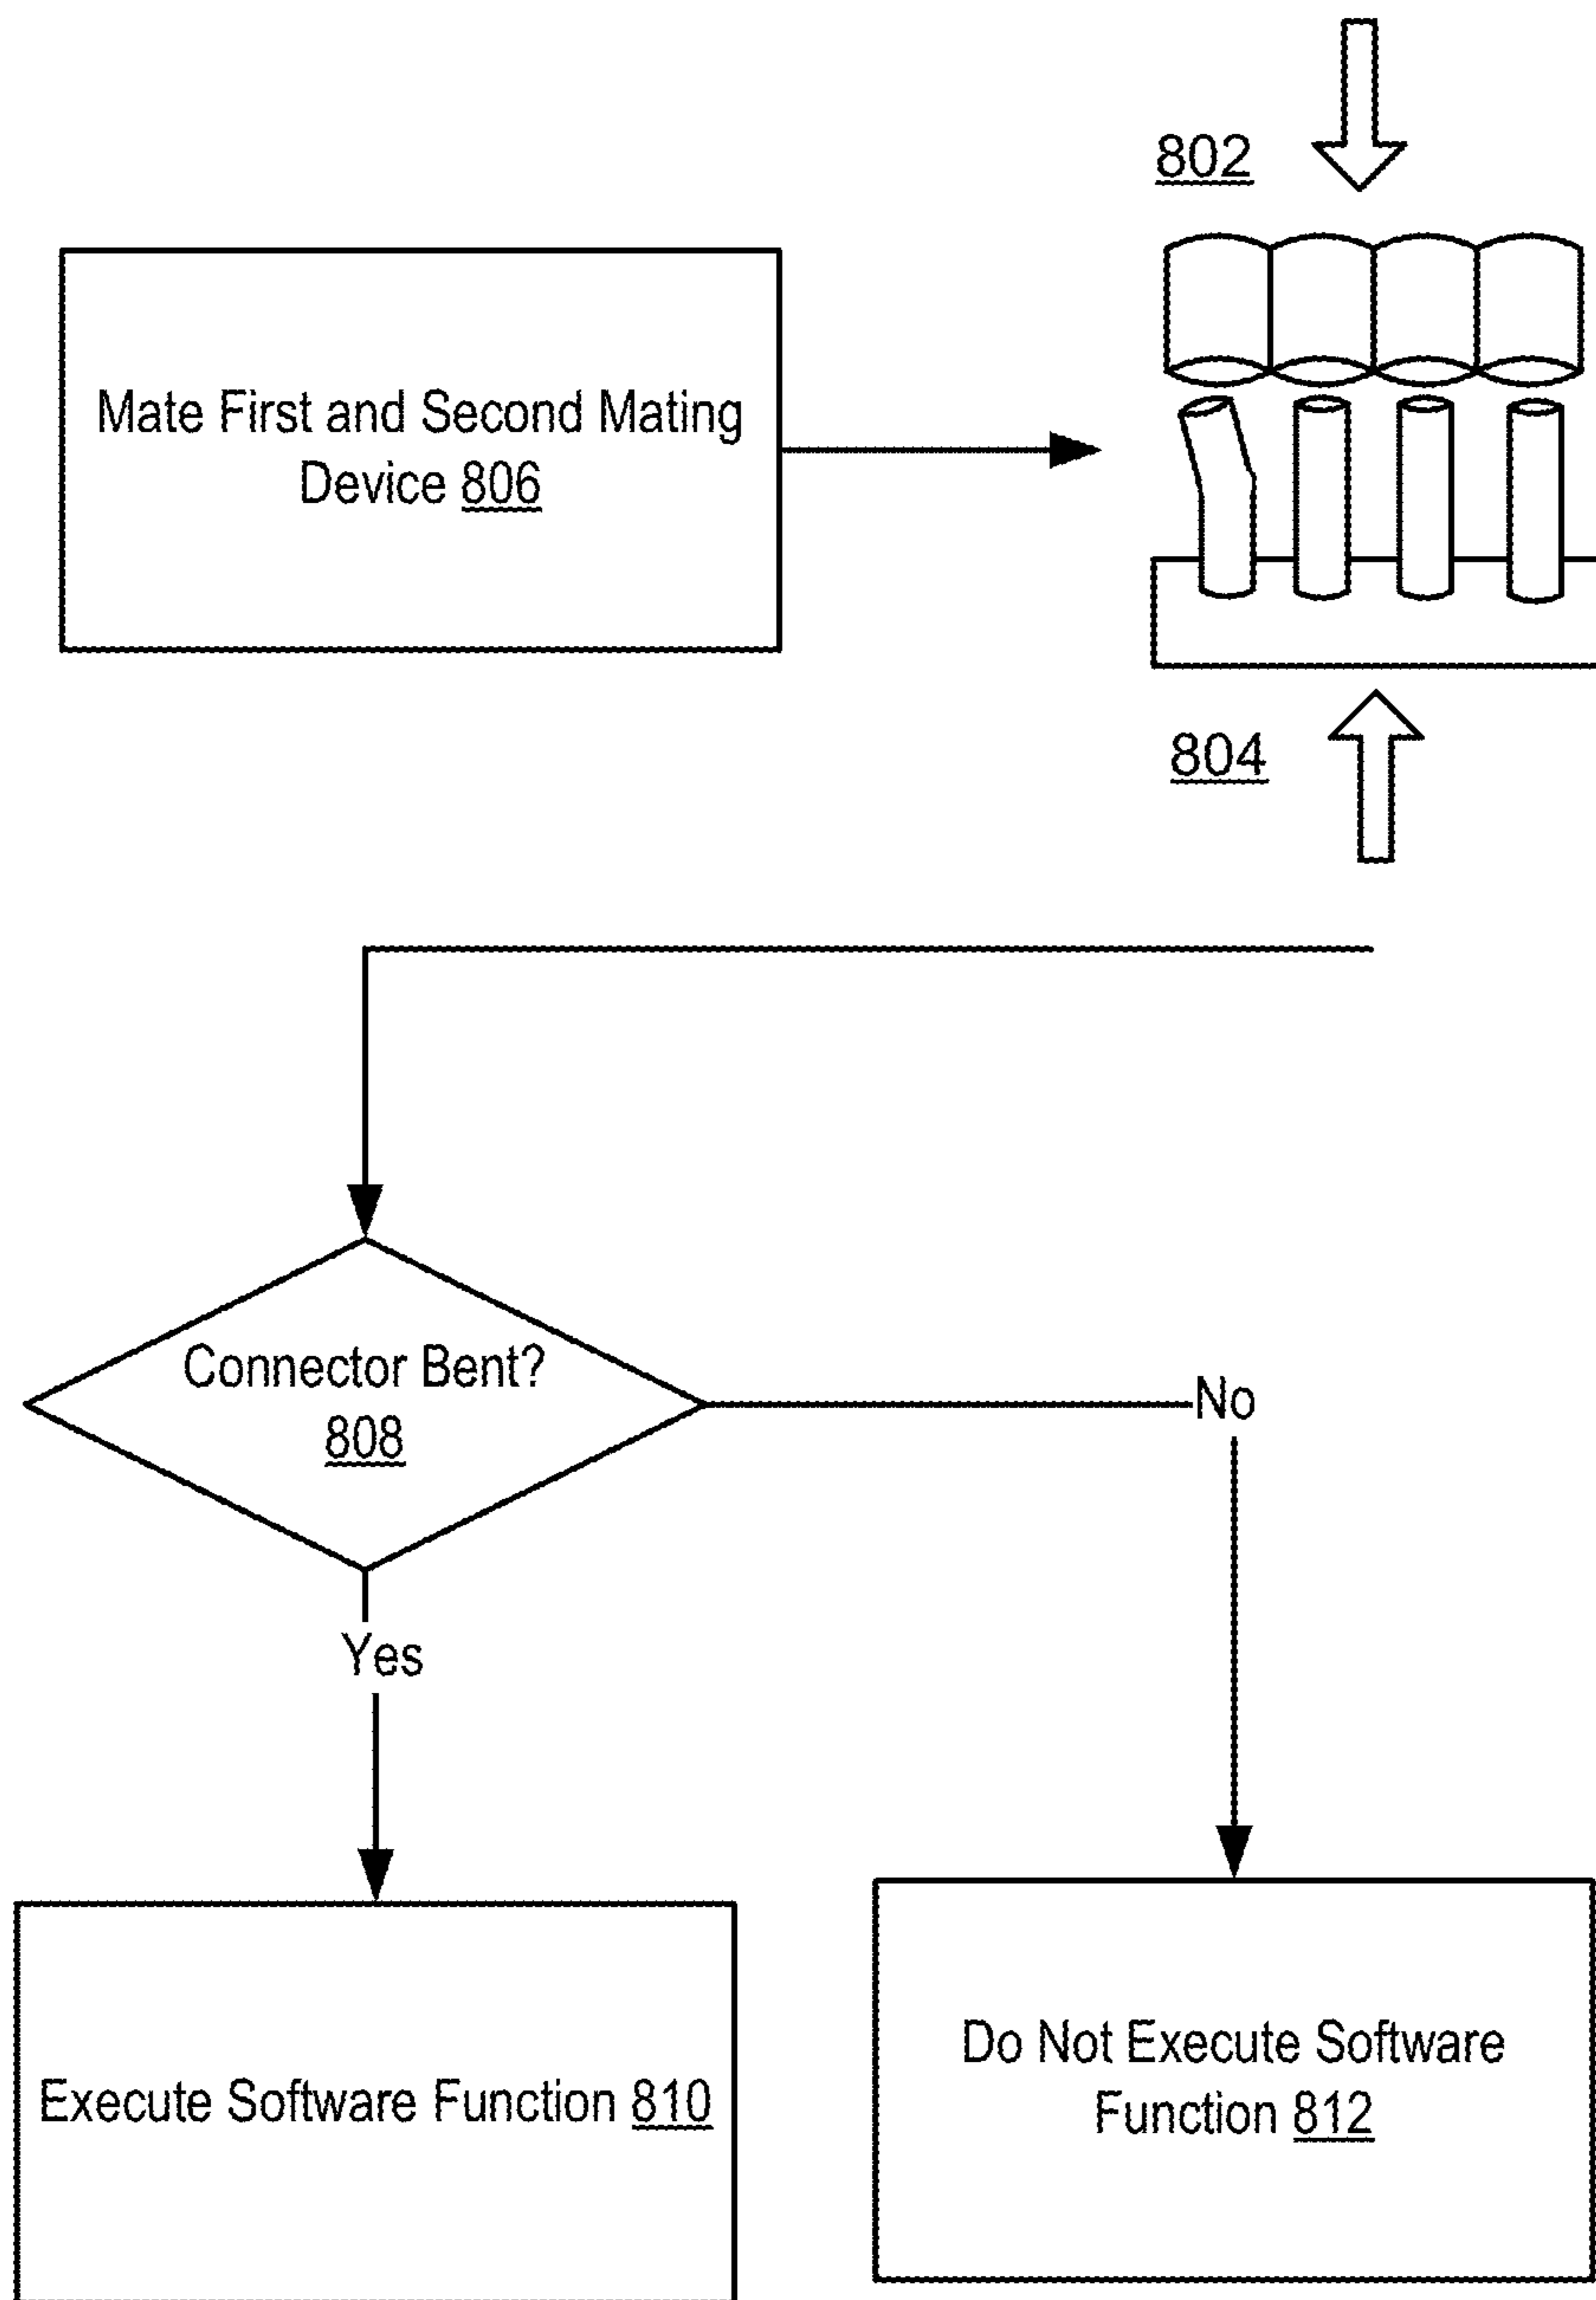 802
Mate First and Second Mating
Device 806
804
Connector Bent?
808
No
Yes
Execute Software Function 810
Do Not Execute Software
Function 812